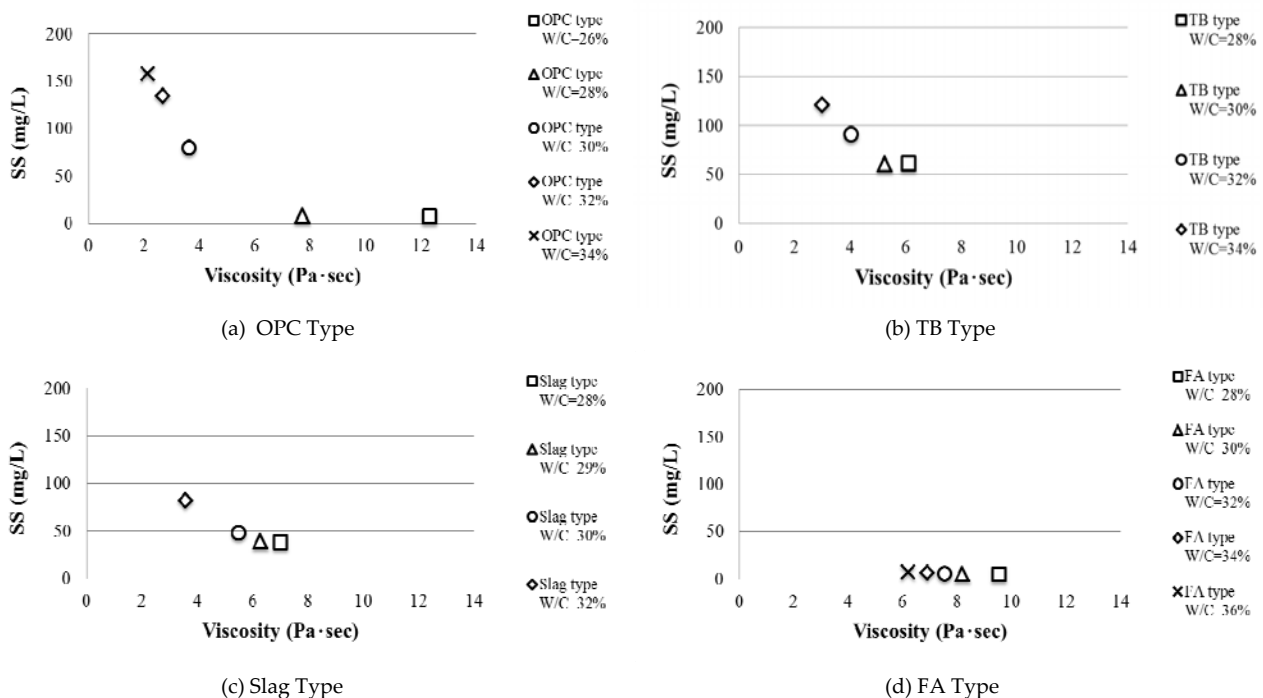 200
150
100
50
0
SS (mg/L)
0 2 4 6 8 10 12 14
Viscosity (Pa·sec)
OPC type
W/C=26%
OPC type
W/C=28%
OPC type
W/C 30%
OPC type
W/C 32%
OPC type
W/C=34%
(a) OPC Type
200
150
100
50
0
SS (mg/L)
0 2 4 6 8 10 12 14
Viscosity (Pa·sec)
TB type
W/C=28%
TB type
W/C=30%
TB type
W/C=32%
TB type
W/C=34%
(b) TB Type
200
150
100
50
0
SS (mg/L)
0 2 4 6 8 10 12 14
Viscosity (Pa·sec)
Slag type
W/C=28%
Slag type
W/C 29%
Slag type
W/C 30%
Slag type
W/C 32%
(c) Slag Type
200
150
100
50
0
SS (mg/L)
0 2 4 6 8 10 12 14
Viscosity (Pa·sec)
FA type
W/C 28%
FA type
W/C 30%
FA type
W/C=32%
FA type
W/C=34%
FA type
W/C 36%
(d) FA Type